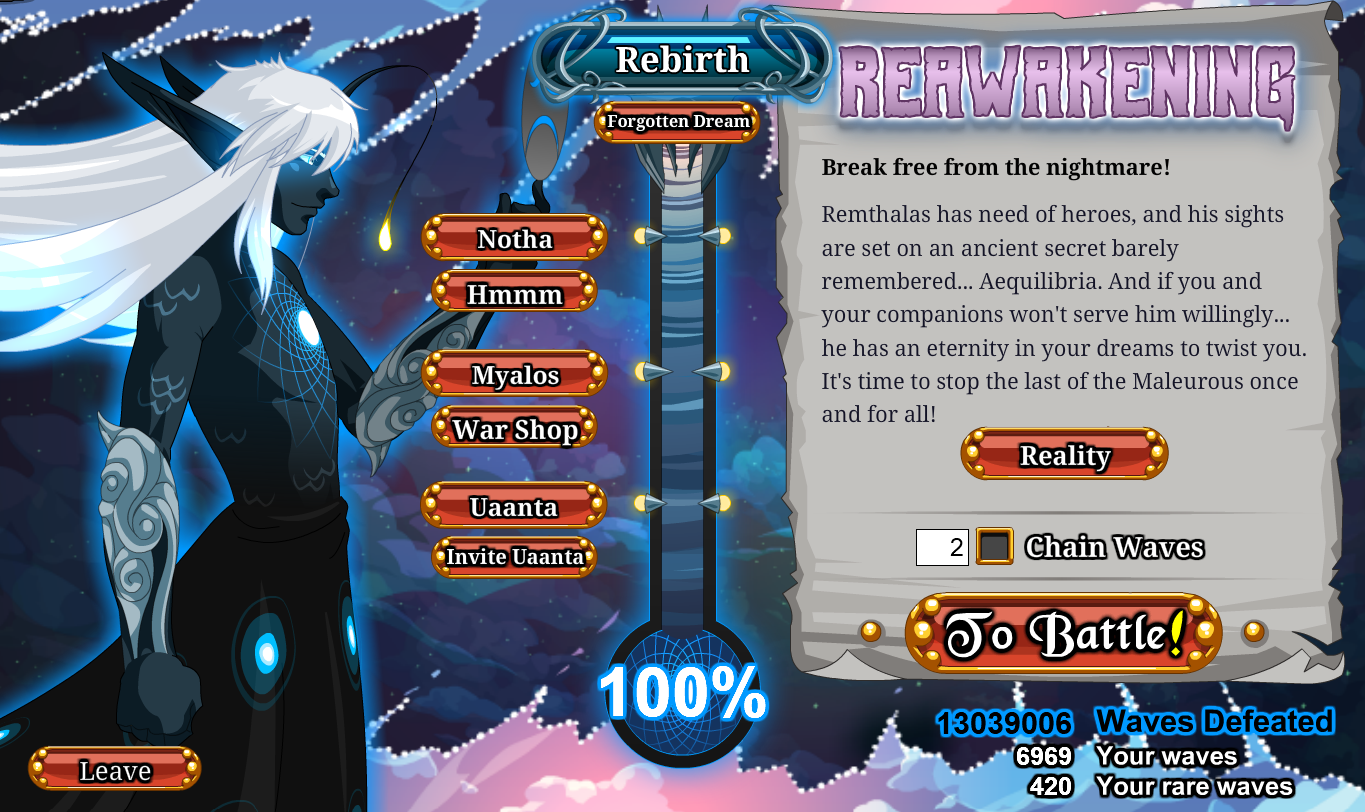 Rebirth
Forgotten Dream
Notha
Hmmm
Myalos
War Shop
Uaanta
Invite Uaanta
100%
Leave
REAWAKENING
Break free from the nightmare!
Remthalas has need of heroes, and his sights
are set on an ancient secret barely
remembered... Aequilibria. And if you and
your companions won't serve him willingly...
he has an eternity in your dreams to twist you.
It's time to stop the last of the Maleurous once
and for all!
Reality
2 Chain Waves
To Battle!
13039006 Waves Defeated
6969 Your waves
420 Your rare waves